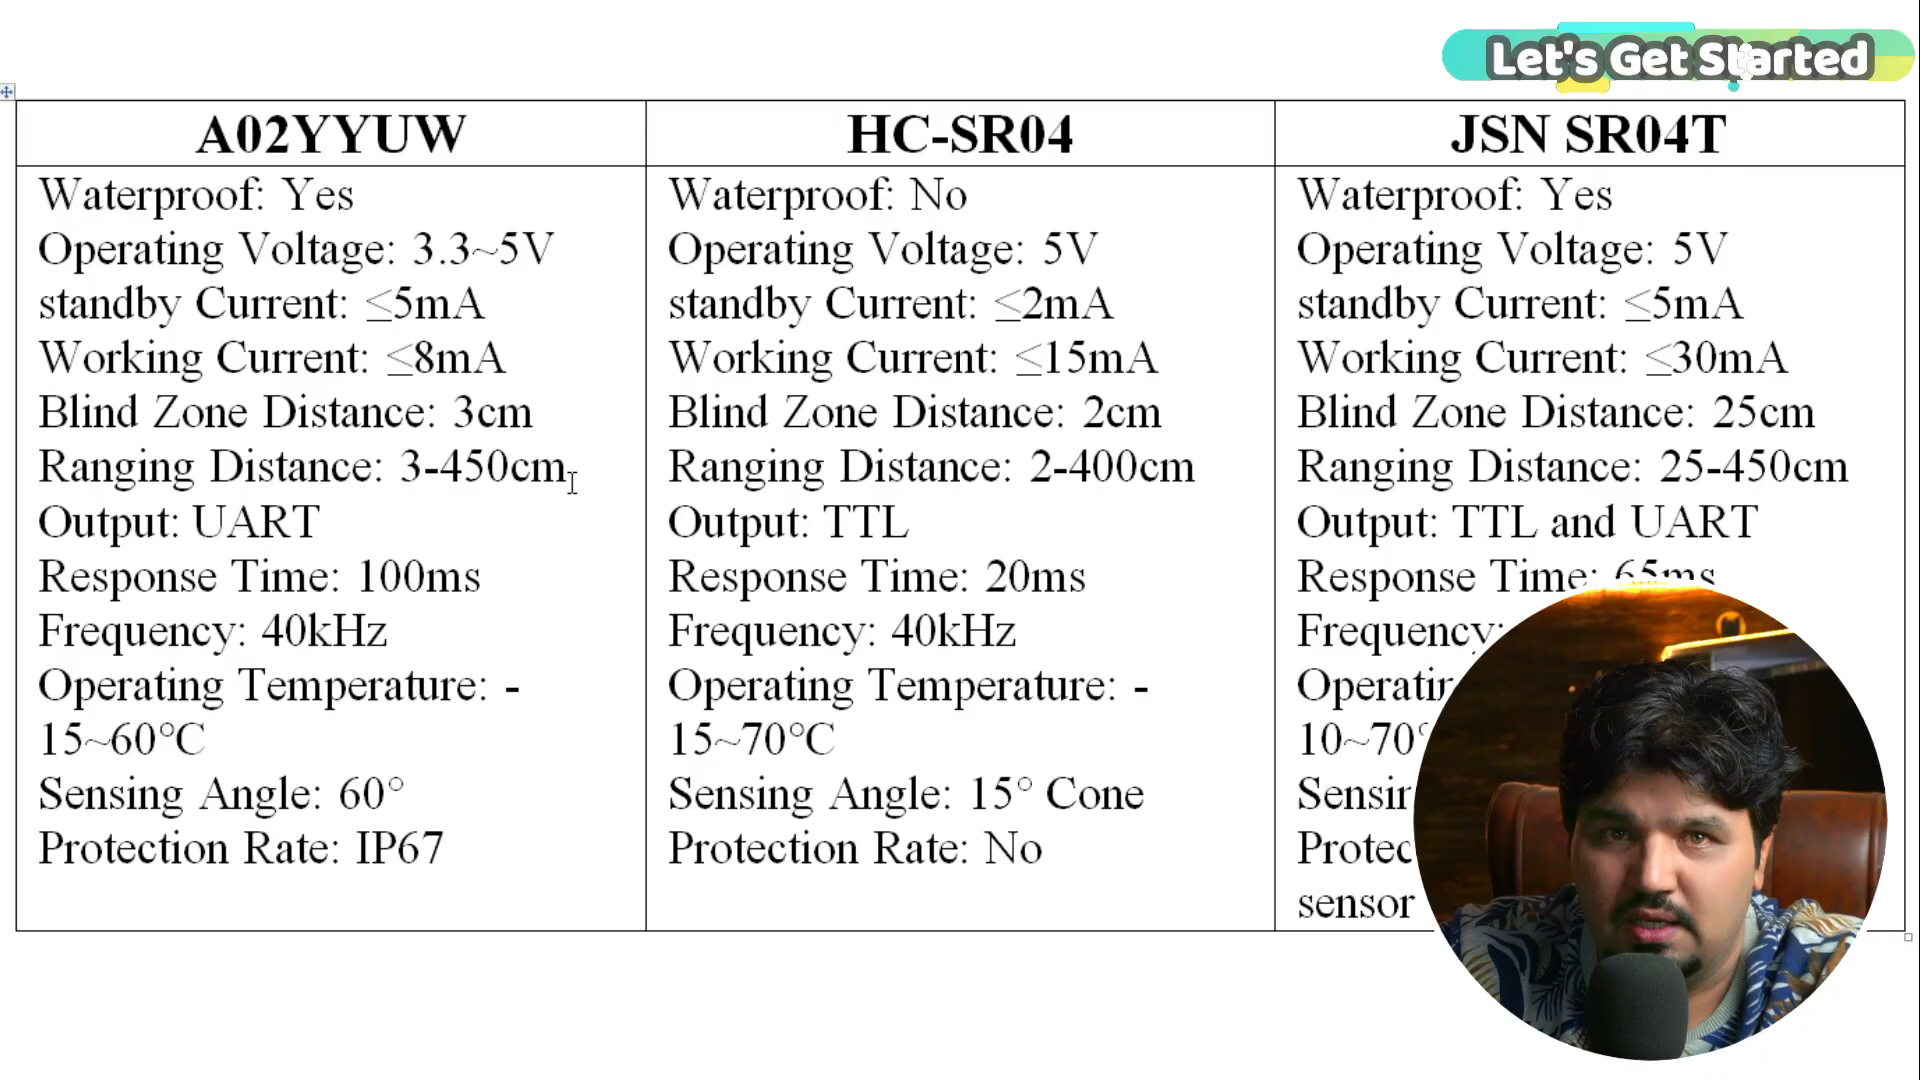 Let's Get Started
A02YYUW
Waterproof: Yes
Operating Voltage: 3.3~5V
standby Current: ≤5mA
Working Current: ≤8mA
Blind Zone Distance: 3cm
Ranging Distance: 3-450cm
Output: UART
Response Time: 100ms
Frequency: 40kHz
Operating Temperature: -
15~60°C
Sensing Angle: 60°
Protection Rate: IP67
HC-SR04
Waterproof: No
Operating Voltage: 5V
standby Current: ≤2mA
Working Current: ≤15mA
Blind Zone Distance: 2cm
Ranging Distance: 2-400cm
Output: TTL
Response Time: 20ms
Frequency: 40kHz
Operating Temperature: -
15~70°C
Sensing Angle: 15° Cone
Protection Rate: No
JSN SR04T
Waterproof: Yes
Operating Voltage: 5V
standby Current: ≤5mA
Working Current: ≤30mA
Blind Zone Distance: 25cm
Ranging Distance: 25-450cm
Output: TTL and UART
Response Time: 65ms
Frequency:
10~70°
sensor